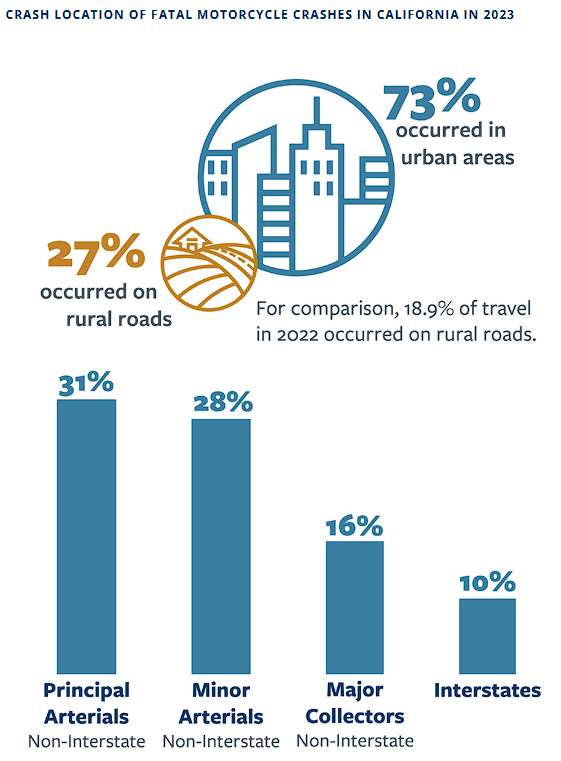 CRASH LOCATION OF FATAL MOTORCYCLE CRASHES IN CALIFORNIA IN 2023
73%
occurred in
urban areas
27%
occurred on
rural roads
For comparison, 18.9% of travel
in 2022 occurred on rural roads.
31%
28%
16%
10%
Principal
Arterials
Non-Interstate
Minor
Arterials
Non-Interstate
Major
Collectors
Non-Interstate
Interstates